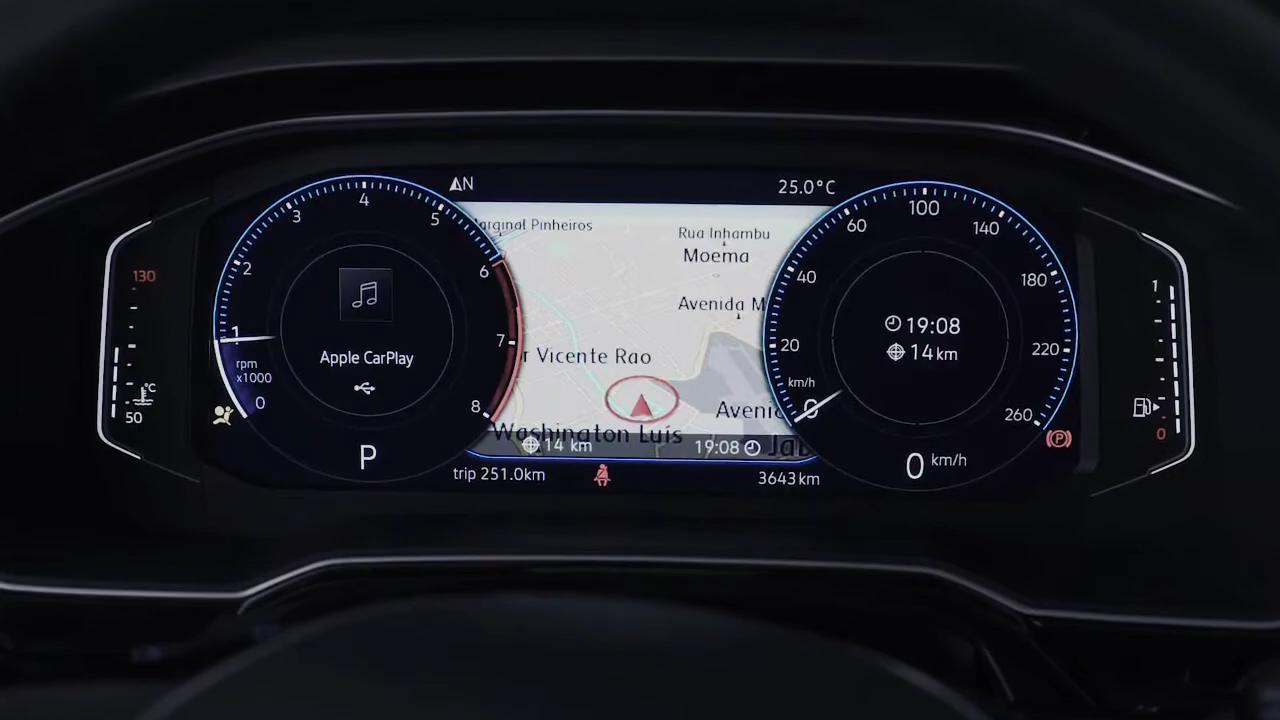 N
25.0°C
130
50
°C
0
1
2
3
4
5
6
7
8
rpm
x1000
Apple CarPlay
P
arginal Pinheiros
Rua Inhambu
Moema
Avenida M
r Vicente Rao
Aveni
Washington Luís
14 km
19:08
Jab
trip 251.0km
3643 km
0
20
40
60
100
140
180
220
260
km/h
19:08
14 km
0 km/h
P
1
0